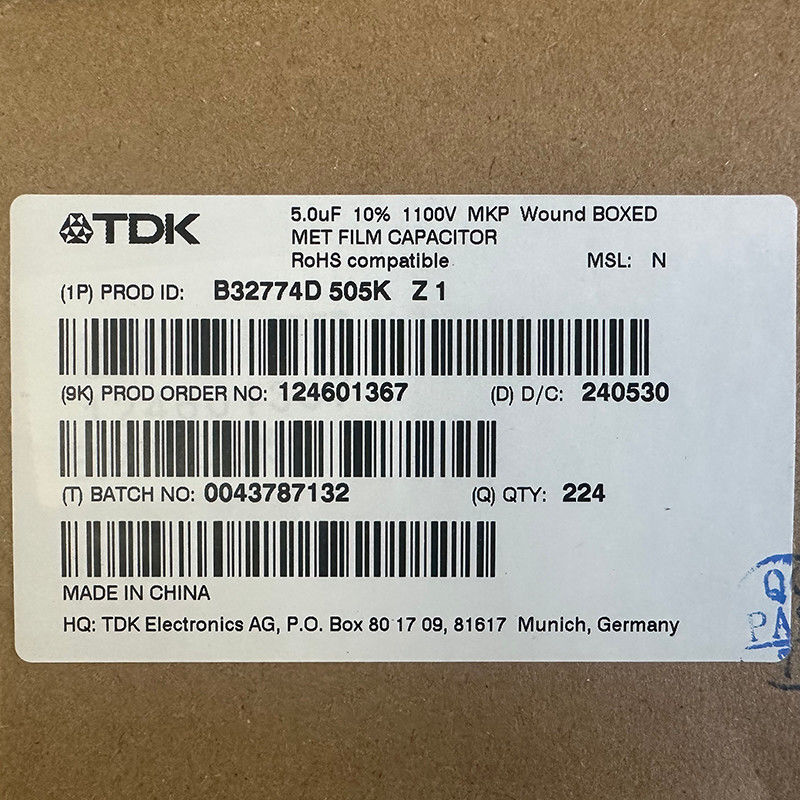 TDK
5.0uF 10% 1100V MKP Wound BOXED
MET FILM CAPACITOR
RoHS compatible MSL: N
(1P) PROD ID: B32774D 505K Z 1
(9K) PROD ORDER NO: 124601367 (D) D/C: 240530
(T) BATCH NO: 0043787132 (Q) QTY: 224
MADE IN CHINA
HQ: TDK Electronics AG, P.O. Box 80 17 09, 81617 Munich, Germany